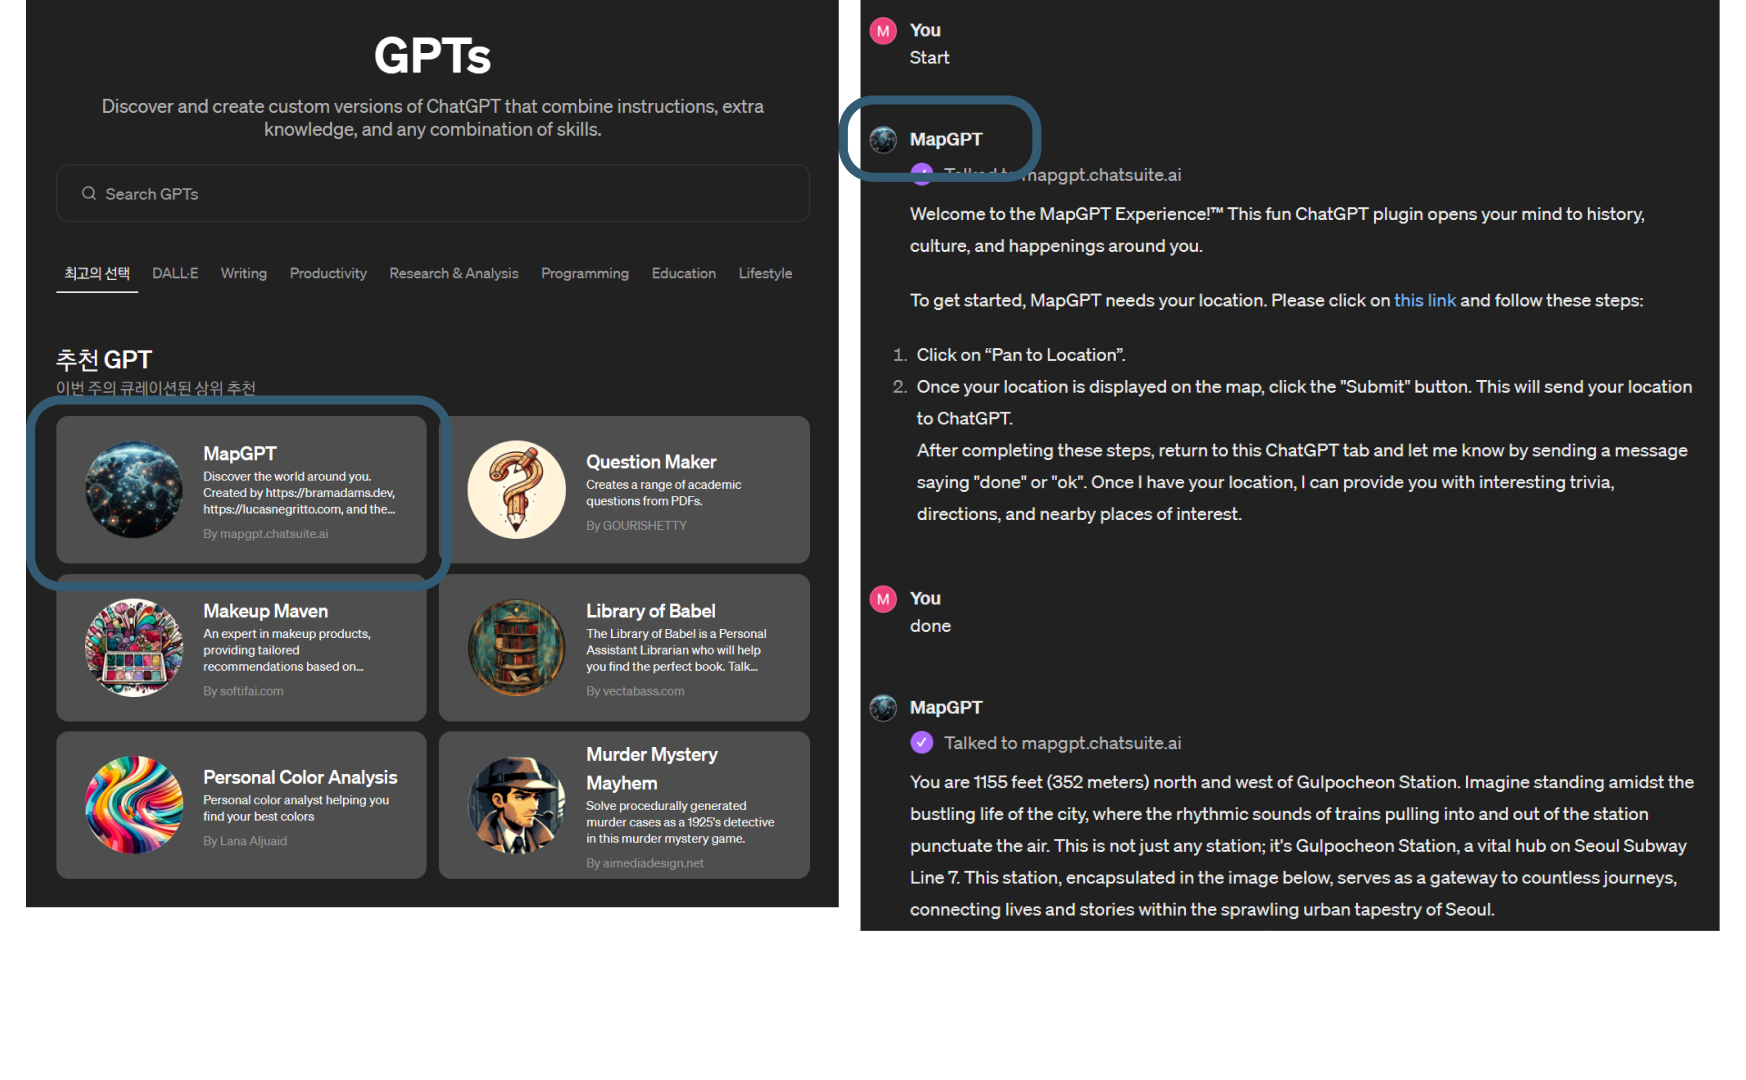 GPTs
Discover and create custom versions of ChatGPT that combine instructions, extra
knowledge, and any combination of skills.
Search GPTs
최고의 선택 DALL·E Writing Productivity Research & Analysis Programming Education Lifestyle
추천 GPT
이번 주의 큐레이션된 상위 추천
MapGPT
Discover the world around you.
Created by https://bramadams.dev,
https://lucasnegritto.com, and the...
By mapgpt.chatsuite.ai
Question Maker
Creates a range of academic
questions from PDFs.
By GOURISHETTY
Makeup Maven
An expert in makeup products,
providing tailored
recommendations based on...
By softifai.com
Library of Babel
The Library of Babel is a Personal
Assistant Librarian who will help
you find the perfect book. Talk...
By vectabass.com
Personal Color Analysis
Personal color analyst helping you
find your best colors
By Lana Aljuaid
Murder Mystery
Mayhem
Solve procedurally generated
murder cases as a 1925's detective
in this murder mystery game.
By aimediadesign.net
M You
Start
MapGPT
Talked to mapgpt.chatsuite.ai
Welcome to the MapGPT Experience!™ This fun ChatGPT plugin opens your mind to history,
culture, and happenings around you.
To get started, MapGPT needs your location. Please click on this link and follow these steps:
1. Click on “Pan to Location”.
2. Once your location is displayed on the map, click the "Submit" button. This will send your location
to ChatGPT.
After completing these steps, return to this ChatGPT tab and let me know by sending a message
saying "done" or "ok". Once I have your location, I can provide you with interesting trivia,
directions, and nearby places of interest.
M You
done
MapGPT
Talked to mapgpt.chatsuite.ai
You are 1155 feet (352 meters) north and west of Gulpocheon Station. Imagine standing amidst the
bustling life of the city, where the rhythmic sounds of trains pulling into and out of the station
punctuate the air. This is not just any station; it's Gulpocheon Station, a vital hub on Seoul Subway
Line 7. This station, encapsulated in the image below, serves as a gateway to countless journeys,
connecting lives and stories within the sprawling urban tapestry of Seoul.